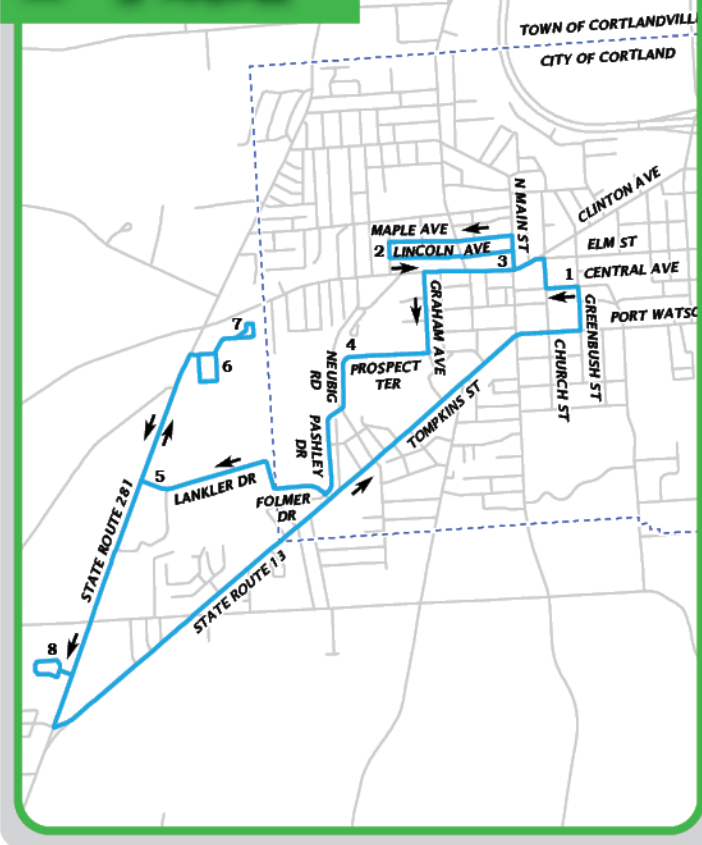 TOWN OF CORTLANDVILL
CITY OF CORTLAND
N MAIN ST
CLINTON AVE
MAPLE AVE
2
LINCOLN AVE
ELM ST
3
1
CENTRAL AVE
GREENBUSH ST
PORT WATSO
GRAHAM AVE
7
6
4
NEUBIG
RD
PROSPECT
TER
CHURCH ST
TOMPKINS ST
PASHLEY
DR
5
LANKLER DR
FOLMER
DR
STATE ROUTE 281
STATE ROUTE 13
8